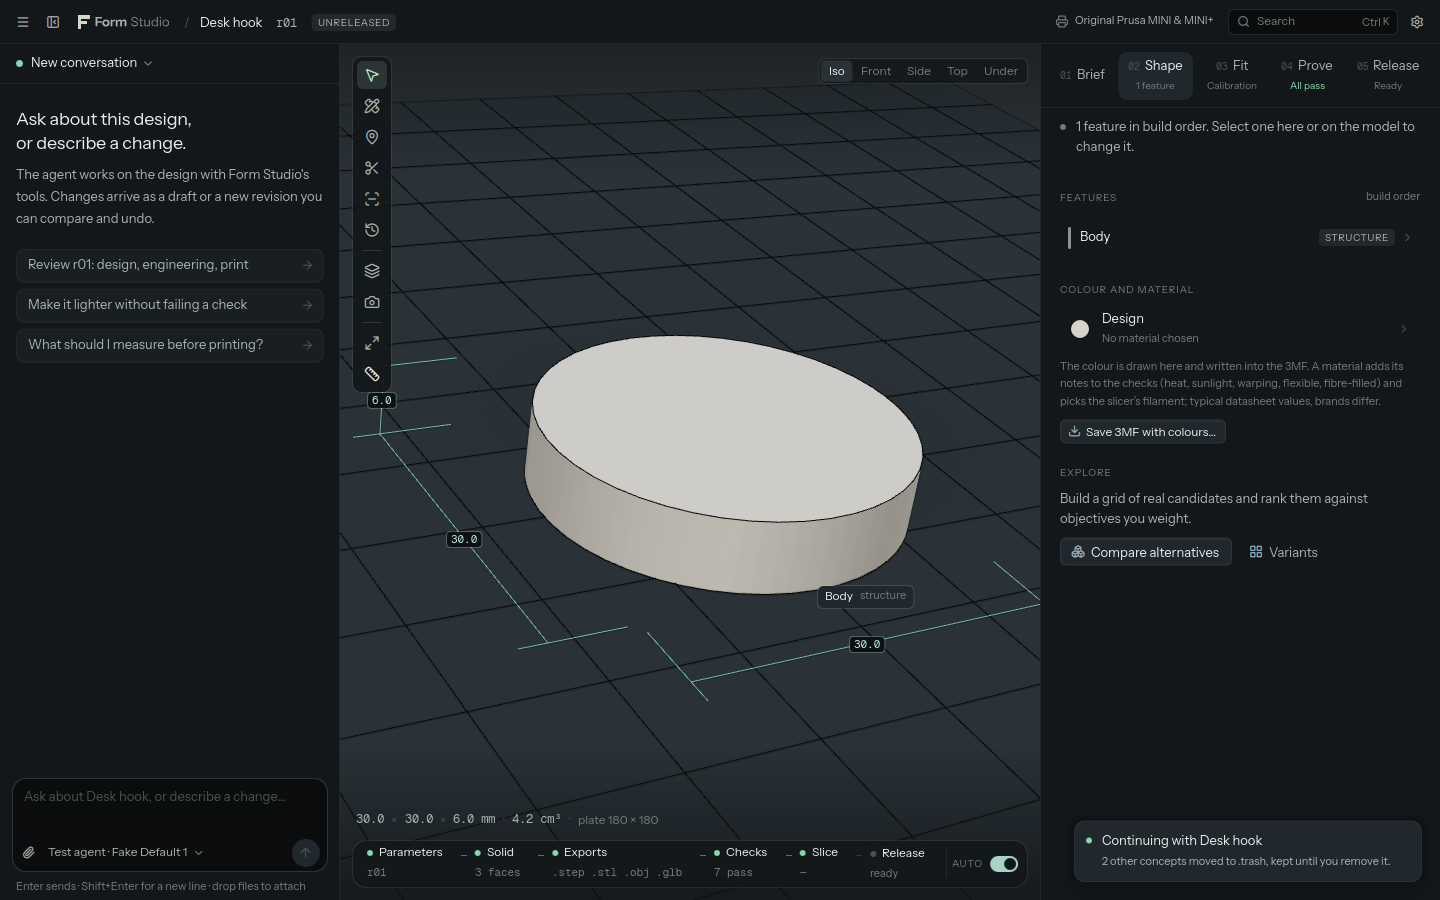 Form Studio / Desk hook r01 UNRELEASED
Original Prusa MINI & MINI+
Search Ctrl K
New conversation
Ask about this design,
or describe a change.
The agent works on the design with Form Studio's
tools. Changes arrive as a draft or a new revision you
can compare and undo.
Review r01: design, engineering, print
Make it lighter without failing a check
What should I measure before printing?
Ask about Desk hook, or describe a change...
Test agent · Fake Default 1
Enter sends · Shift+Enter for a new line · drop files to attach
Iso Front Side Top Under
6.0
30.0
30.0
Body structure
30.0 × 30.0 × 6.0 mm · 4.2 cm³ · plate 180 × 180
Parameters
r01
Solid
3 faces
Exports
.step .stl .obj .glb
Checks
7 pass
Slice
—
Release
ready
AUTO
01 Brief
02 Shape
1 feature
03 Fit
Calibration
04 Prove
All pass
05 Release
Ready
1 feature in build order. Select one here or on the model to
change it.
FEATURES
build order
Body
STRUCTURE
COLOUR AND MATERIAL
Design
No material chosen
The colour is drawn here and written into the 3MF. A material adds its
notes to the checks (heat, sunlight, warping, flexible, fibre-filled) and
picks the slicer's filament; typical datasheet values, brands differ.
Save 3MF with colours...
EXPLORE
Build a grid of real candidates and rank them against
objectives you weight.
Compare alternatives
Variants
Continuing with Desk hook
2 other concepts moved to .trash, kept until you remove it.